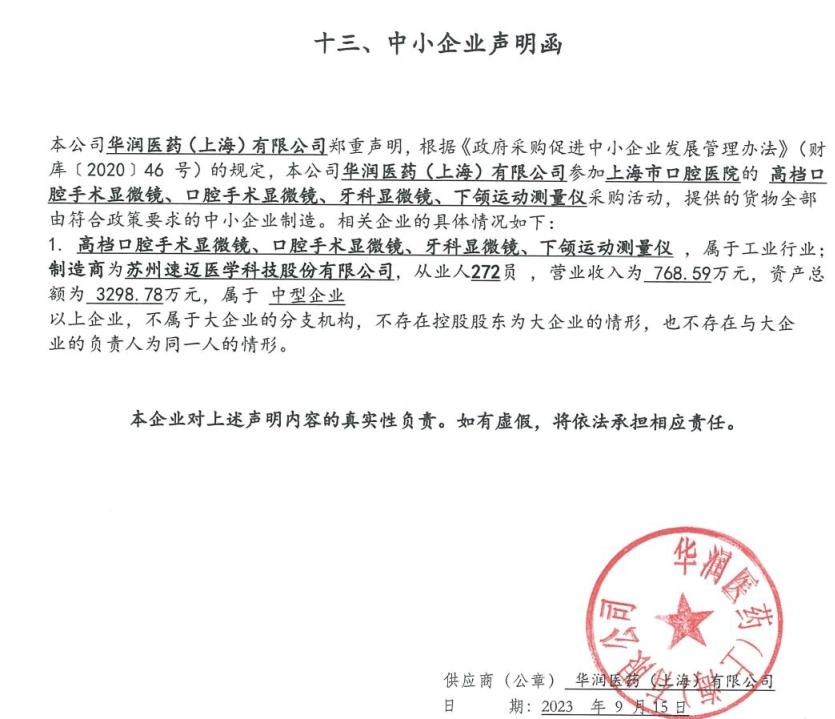 十三、中小企业声明函
本公司华润医药(上海)有限公司郑重声明,根据《政府采购促进中小企业发展管理办法》(财
库〔2020〕46 号)的规定,本公司华润医药(上海)有限公司参加上海市口腔医院的 高档口
腔手术显微镜、口腔手术显微镜、牙科显微镜、下颌运动测量仪采购活动,提供的货物全部
由符合政策要求的中小企业制造。相关企业的具体情况如下:
1. 高档口腔手术显微镜、口腔手术显微镜、牙科显微镜、下颌运动测量仪 ,属于工业行业;
制造商为苏州速迈医学科技股份有限公司,从业人272员 ,营业收入为 768.59万元,资产总
额为 3298.78万元,属于 中型企业
以上企业,不属于大企业的分支机构,不存在控股股东为大企业的情形,也不存在与大企
业的负责人为同一人的情形。
本企业对上述声明内容的真实性负责。如有虚假,将依法承担相应责任。
华润医药(上海)有限公司
供应商(公章) 华润医药(上海)有限公司
日 期:2023 年 9 月 15 日